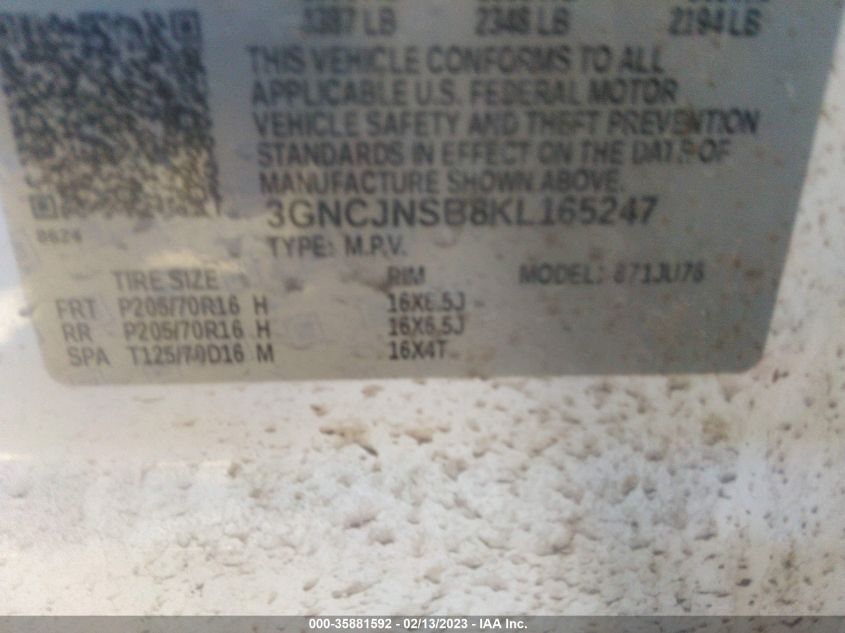 3387 LB 2348 LB 2194 LB
THIS VEHICLE CONFORMS TO ALL
APPLICABLE U.S. FEDERAL MOTOR
VEHICLE SAFETY AND THEFT PREVENTION
STANDARDS IN EFFECT ON THE DATE OF
MANUFACTURE SHOWN ABOVE.
3GNCJNSB8KL165247
0624
TYPE: M.P.V.
TIRE SIZE RIM MODEL: 871JU76
FRT P205/70R16 H 16X6.5J
RR P205/70R16 H 16X6.5J
SPA T125/70D16 M 16X4T
000-35881592 - 02/13/2023 - IAA Inc.